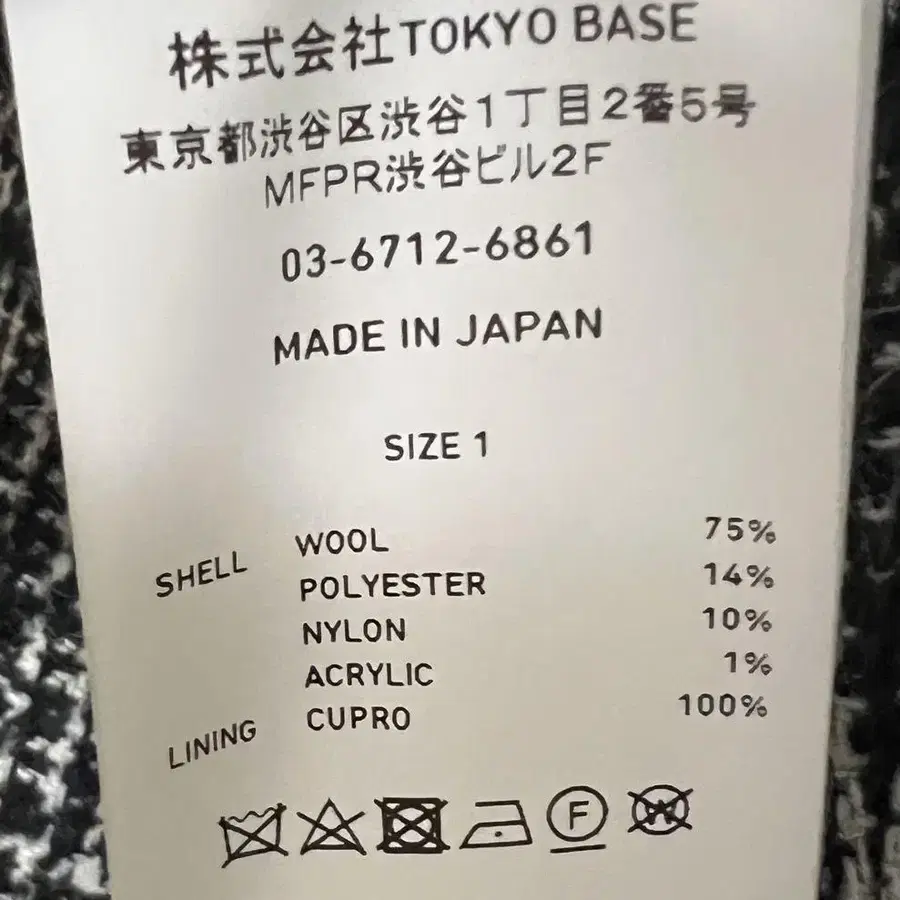 株式会社TOKYO BASE
東京都渋谷区渋谷1丁目2番5号
MFPR渋谷ビル2F
03-6712-6861
MADE IN JAPAN
SIZE 1
SHELL WOOL 75%
POLYESTER 14%
NYLON 10%
ACRYLIC 1%
LINING CUPRO 100%
F W